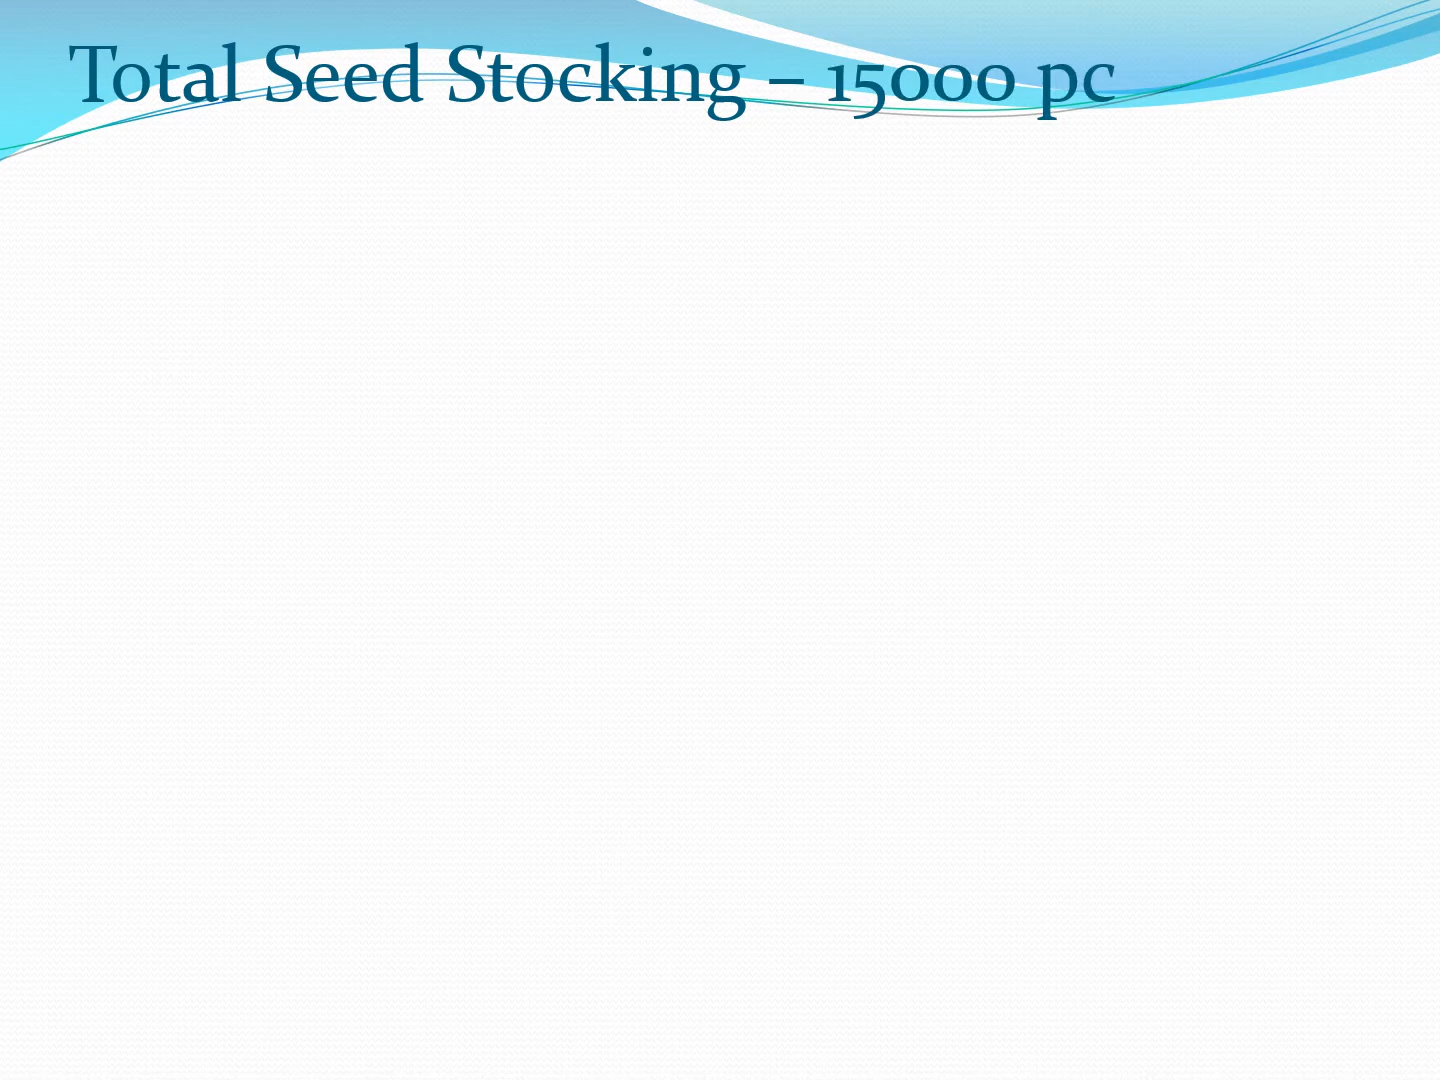 Total Seed Stocking – 15000 pc